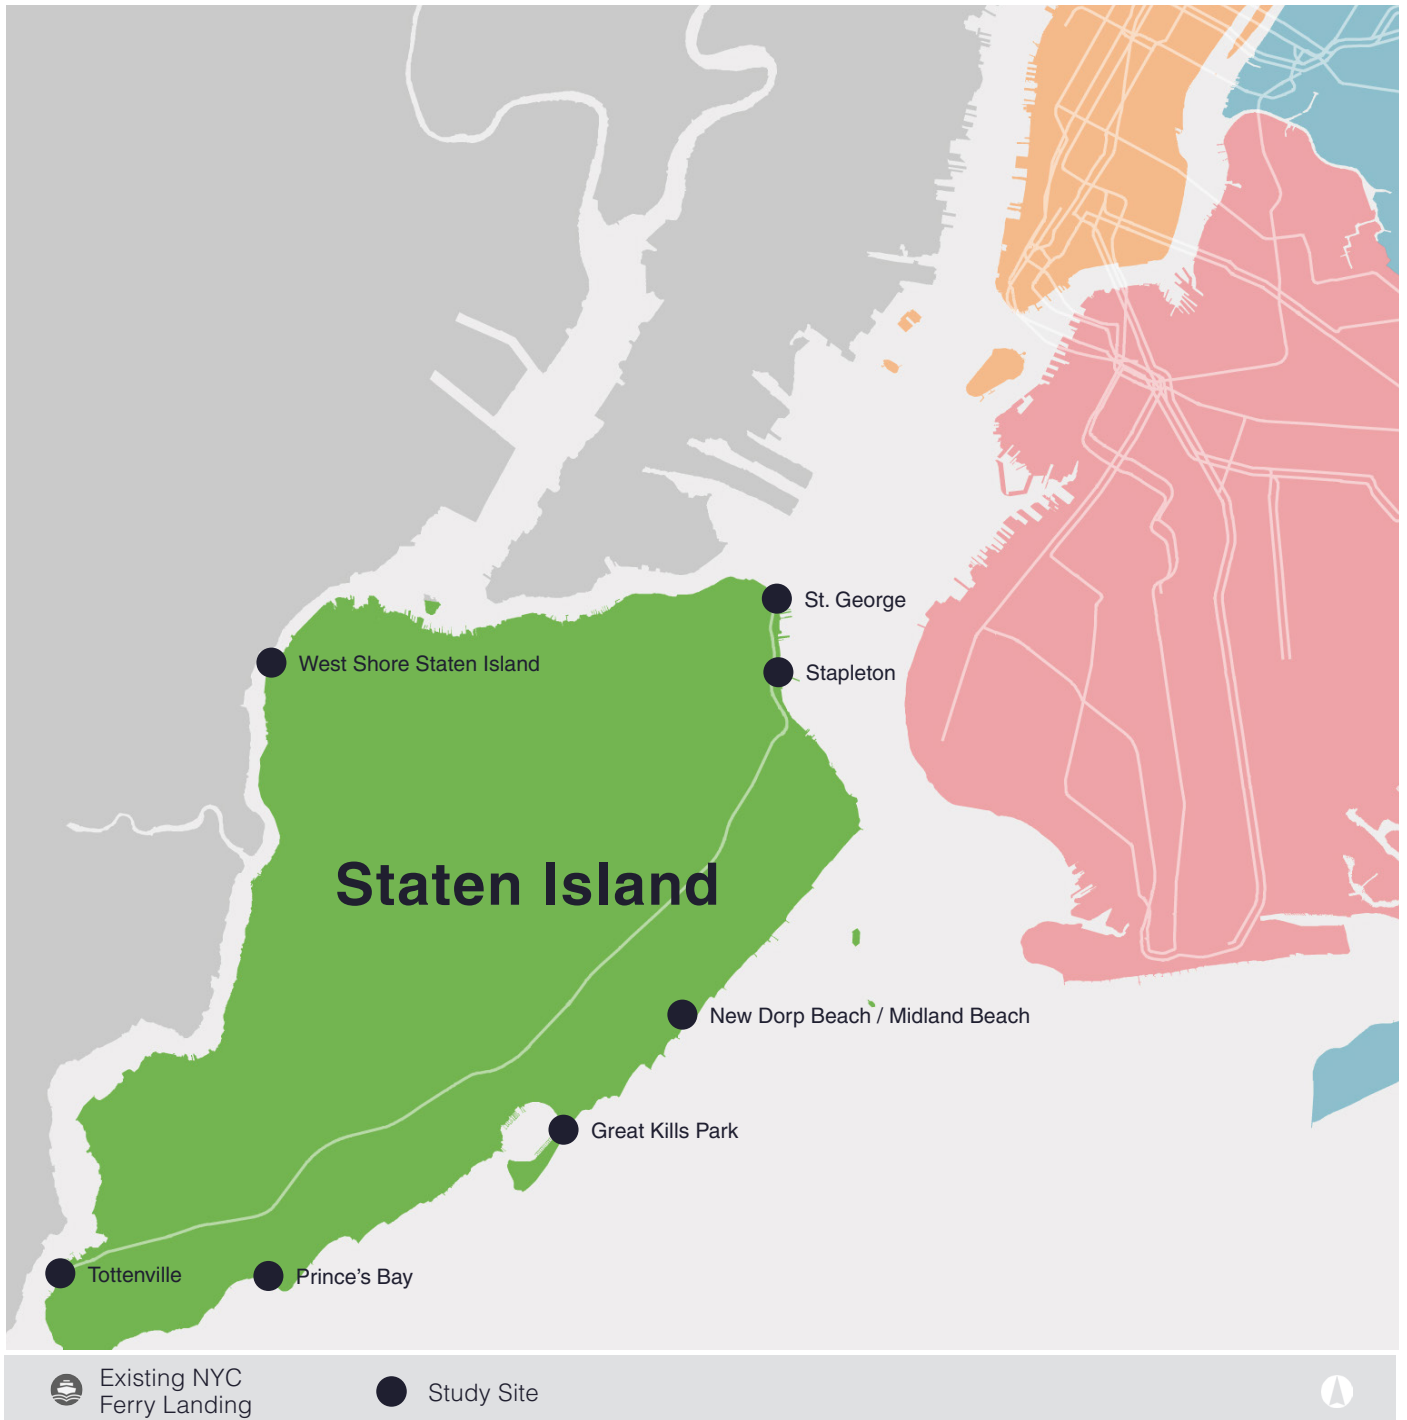 St. George
West Shore Staten Island
Stapleton
Staten Island
New Dorp Beach / Midland Beach
Great Kills Park
Tottenville
Prince’s Bay
Existing NYC
Ferry Landing
Study Site